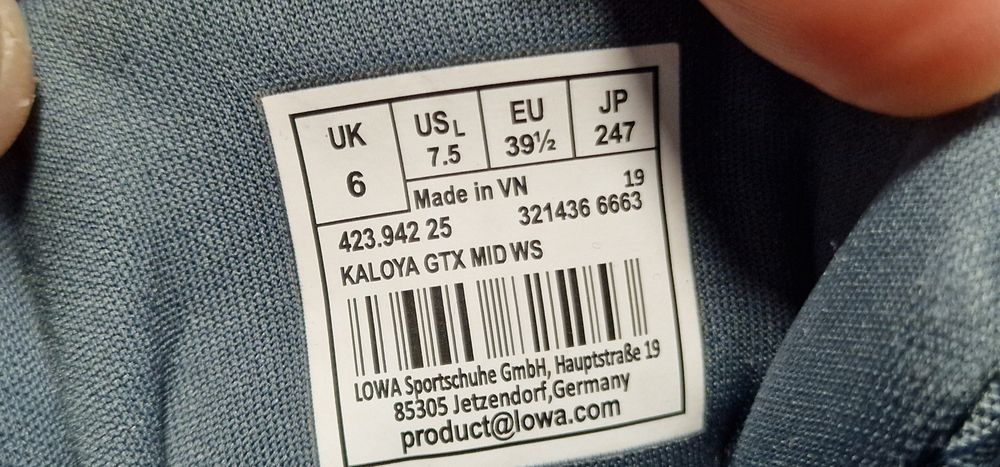 UK US L EU JP
6 7.5 39½ 247
Made in VN 19
423.942 25 321436 6663
KALOYA GTX MID WS
LOWA Sportschuhe GmbH, Hauptstraße 19
85305 Jetzendorf,Germany
product@lowa.com